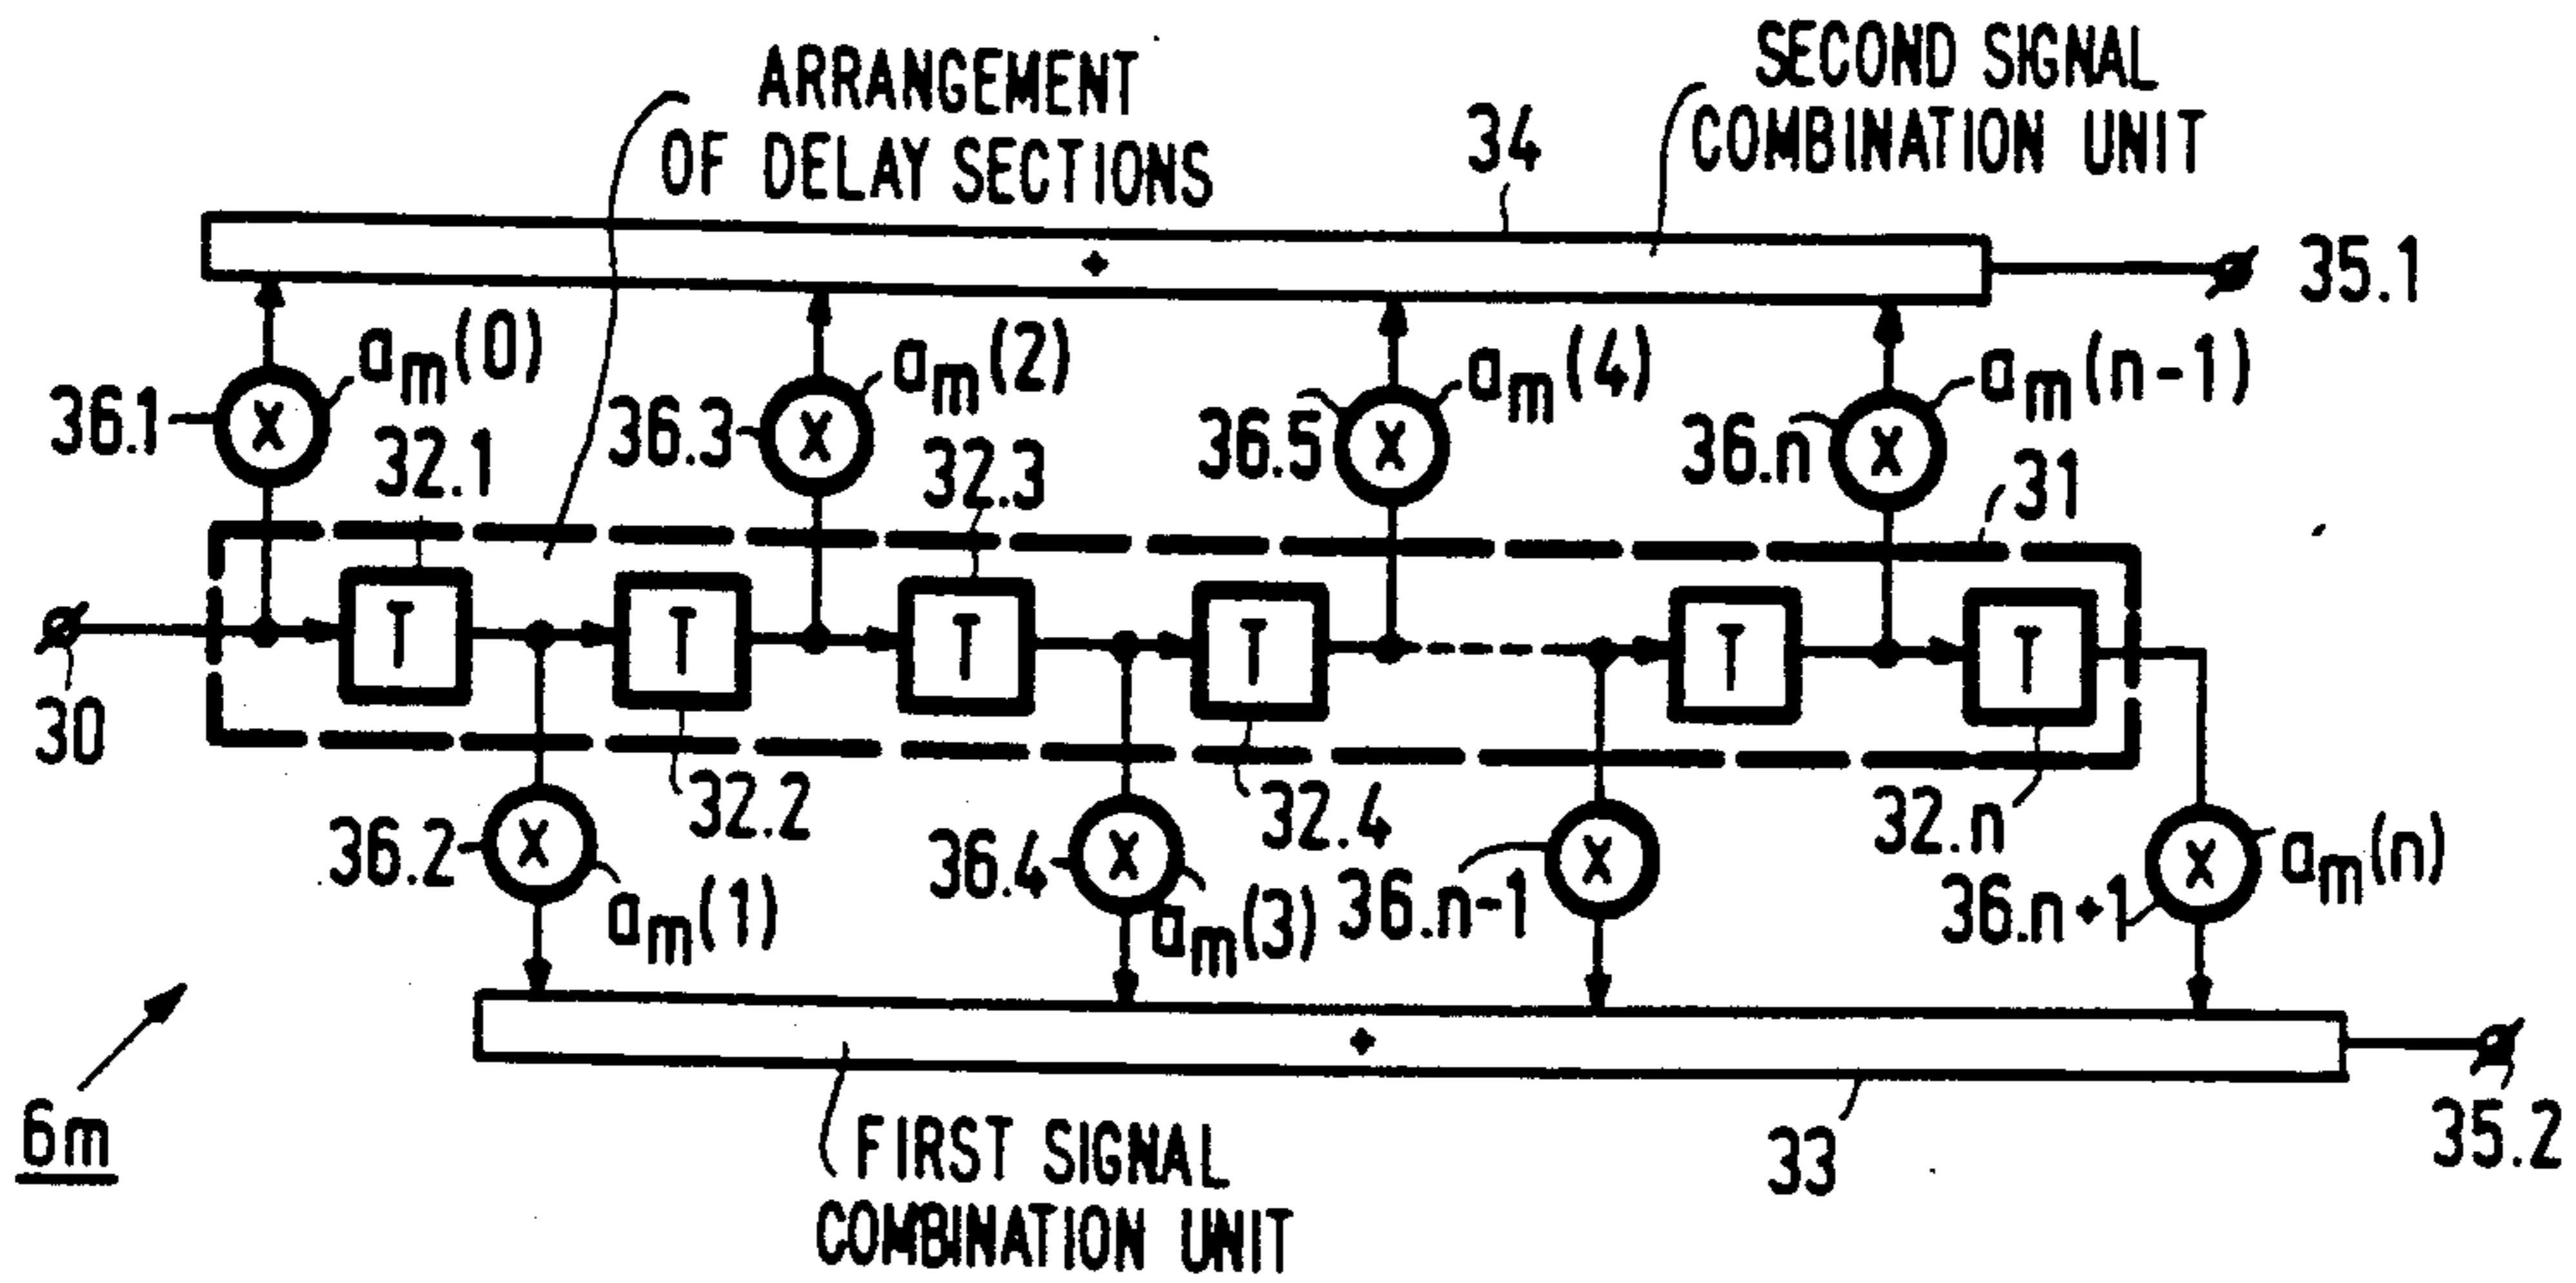 ARRANGEMENT
OF DELAY SECTIONS
SECOND SIGNAL
COMBINATION UNIT
34
+
35.1
36.1
X
am(0)
36.3
X
am(2)
36.5
X
am(4)
36.n
X
am(n-1)
32.1
32.3
31
30
T
T
T
T
T
T
32.2
32.4
32.n
36.2
X
am(1)
36.4
X
am(3)
36.n-1
X
36.n+1
X
am(n)
+
35.2
33
6m
FIRST SIGNAL
COMBINATION UNIT